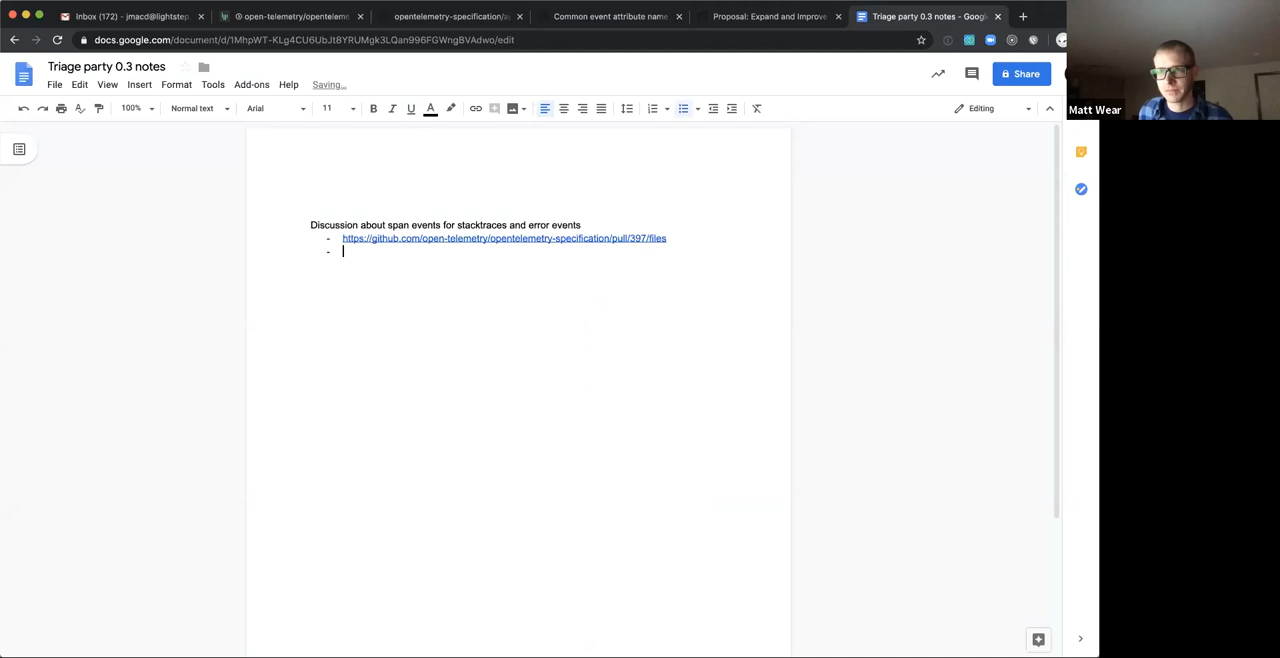 Inbox (172) - jmacd@lightstep
open-telemetry/openteleme
opentelemetry-specification/a
Common event attribute name
Proposal: Expand and Improve
Triage party 0.3 notes - Goog
docs.google.com/document/d/1MhpWT-KLg4CU6UbJt8YRUMgk3LQan996FGWngBVAdwo/edit
Triage party 0.3 notes
File Edit View Insert Format Tools Add-ons Help Saving...
Share
100% Normal text Arial 11 B I U A Editing
Matt Wear
Discussion about span events for stacktraces and error events
- https://github.com/open-telemetry/opentelemetry-specification/pull/397/files
-